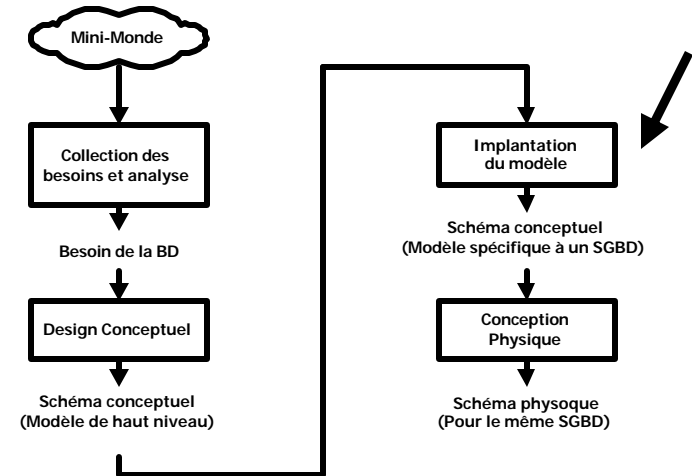 Mini-Monde
Collection des
besoins et analyse
Besoin de la BD
Design Conceptuel
Schéma conceptuel
(Modèle de haut niveau)
Implantation
du modèle
Schéma conceptuel
(Modèle spécifique à un SGBD)
Conception
Physique
Schéma physoque
(Pour le même SGBD)